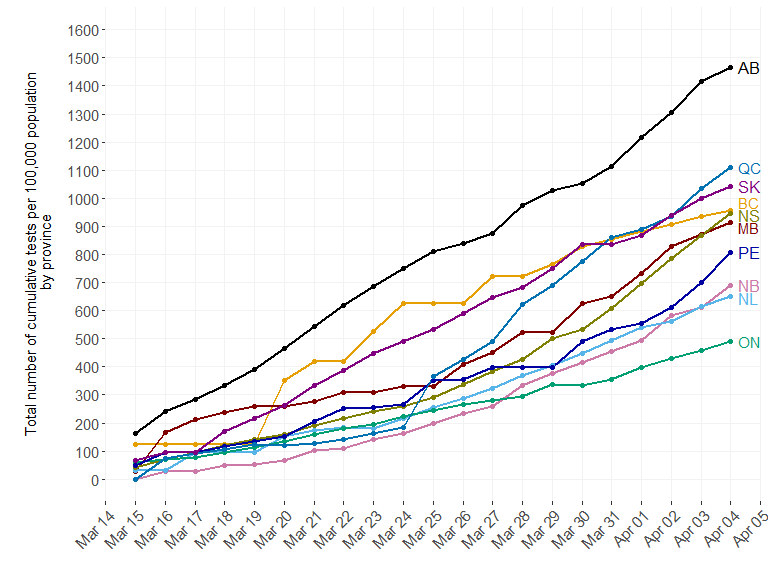 Total number of cumulative tests per 100,000 population
by province
1600
1500
1400
1300
1200
1100
1000
900
800
700
600
500
400
300
200
100
0
AB
QC
SK
BC
NS
MB
PE
NB
NL
ON
Mar 14
Mar 15
Mar 16
Mar 17
Mar 18
Mar 19
Mar 20
Mar 21
Mar 22
Mar 23
Mar 24
Mar 25
Mar 26
Mar 27
Mar 28
Mar 29
Mar 30
Mar 31
Apr 01
Apr 02
Apr 03
Apr 04
Apr 05